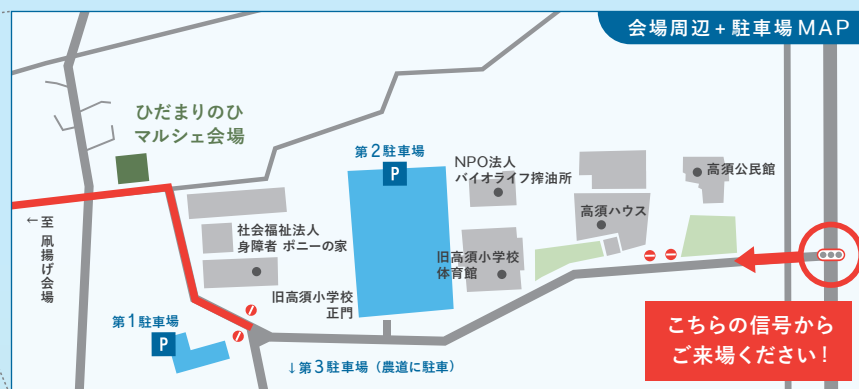 会場周辺+駐車場MAP
ひだまりのひ
マルシェ会場
第2駐車場
P
NPO法人
バイオライフ搾油所
高須公民館
高須ハウス
←至 凧揚げ会場
社会福祉法人
身障者 ポニーの家
旧高須小学校
体育館
旧高須小学校
正門
第1駐車場
P
↓第3駐車場(農道に駐車)
こちらの信号から
ご来場ください!